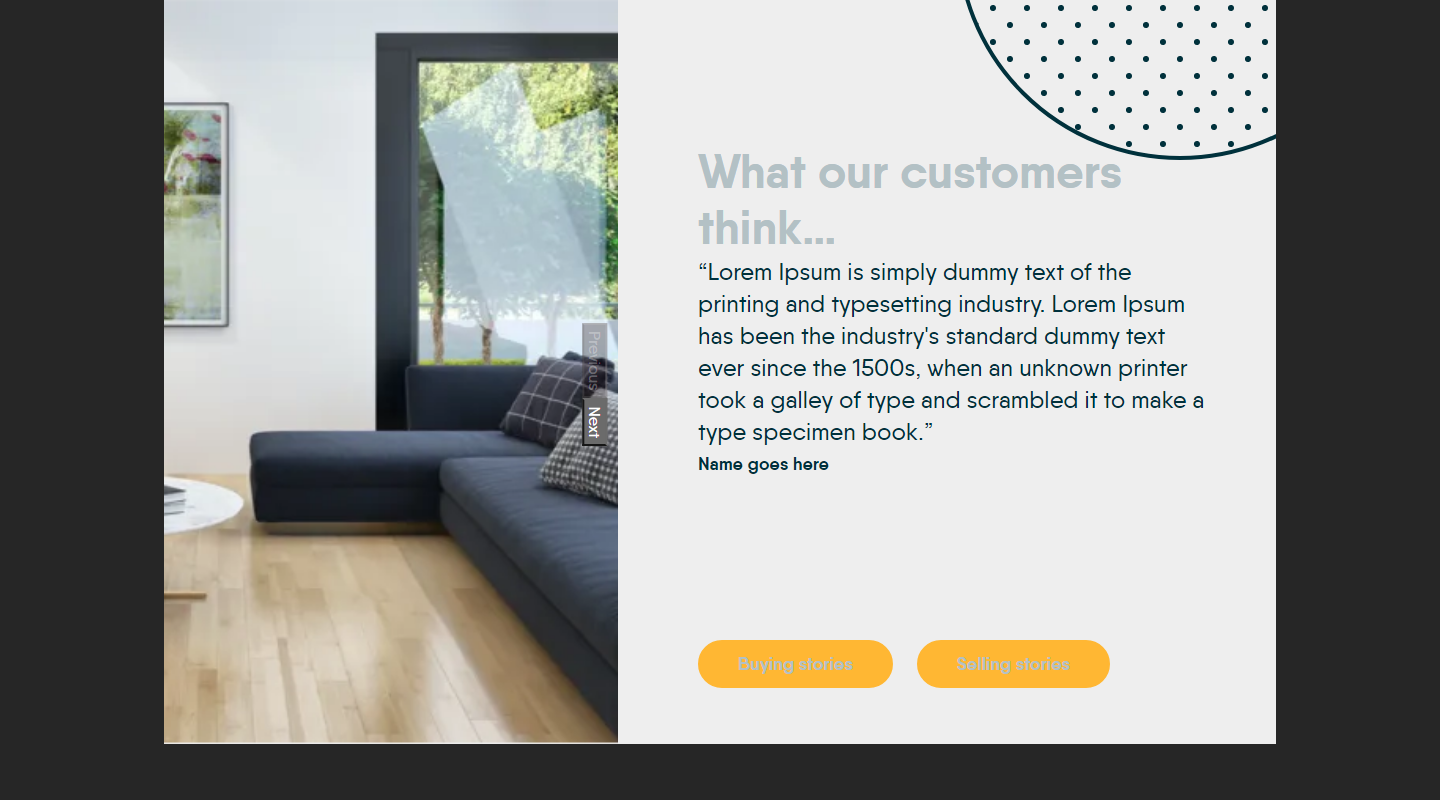 What our customers
think...
“Lorem Ipsum is simply dummy text of the
printing and typesetting industry. Lorem Ipsum
has been the industry's standard dummy text
ever since the 1500s, when an unknown printer
took a galley of type and scrambled it to make a
type specimen book.”
Name goes here
Previous
Next
Buying stories
Selling stories